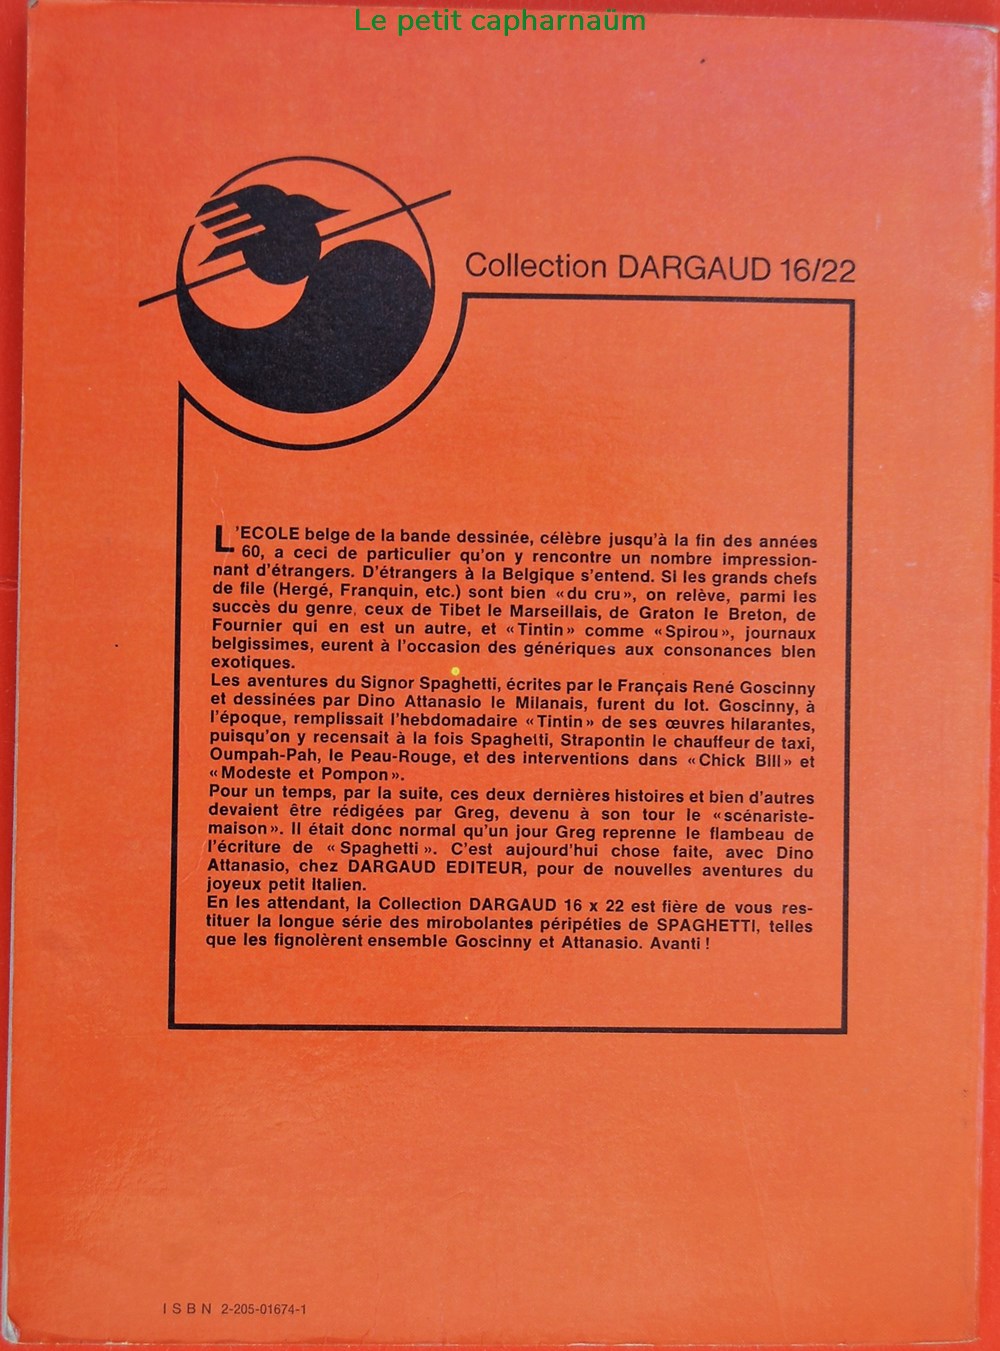 Le petit capharnaüm
Collection DARGAUD 16/22
L'ECOLE belge de la bande dessinée, célèbre jusqu'à la fin des années
60, a ceci de particulier qu'on y rencontre un nombre impression-
nant d'étrangers. D'étrangers à la Belgique s'entend. Si les grands chefs
de file (Hergé, Franquin, etc.) sont bien «du cru», on relève, parmi les
succès du genre, ceux de Tibet le Marseillais, de Graton le Breton, de
Fournier qui en est un autre, et «Tintin» comme «Spirou», journaux
belgissimes, eurent à l'occasion des génériques aux consonances bien
exotiques.
Les aventures du Signor Spaghetti, écrites par le Français René Goscinny
et dessinées par Dino Attanasio le Milanais, furent du lot. Goscinny, à
l'époque, remplissait l'hebdomadaire «Tintin» de ses œuvres hilarantes,
puisqu'on y recensait à la fois Spaghetti, Strapontin le chauffeur de taxi,
Oumpah-Pah, le Peau-Rouge, et des interventions dans «Chick Bill» et
«Modeste et Pompon».
Pour un temps, par la suite, ces deux dernières histoires et bien d'autres
devaient être rédigées par Greg, devenu à son tour le «scénariste-
maison». Il était donc normal qu'un jour Greg reprenne le flambeau de
l'écriture de «Spaghetti». C'est aujourd'hui chose faite, avec Dino
Attanasio, chez DARGAUD EDITEUR, pour de nouvelles aventures du
joyeux petit Italien.
En les attendant, la Collection DARGAUD 16 x 22 est fière de vous res-
tituer la longue série des mirobolantes péripéties de SPAGHETTI, telles
que les fignolèrent ensemble Goscinny et Attanasio. Avanti !
ISBN 2-205-01674-1